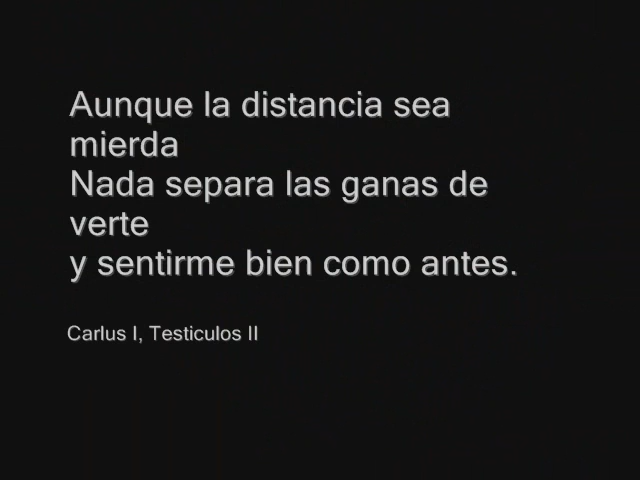 Aunque la distancia sea
mierda
Nada separa las ganas de
verte
y sentirme bien como antes.
Carlus I, Testiculos II